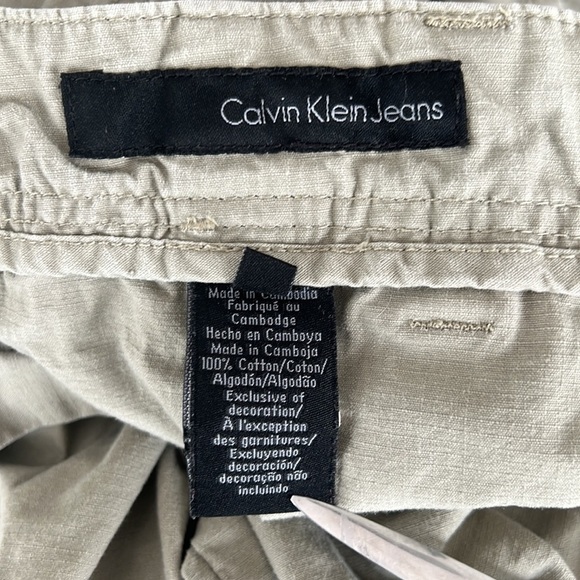 Calvin Klein Jeans
Made in Cambodia
Fabriqué au
Cambodge
Hecho en Camboya
Made in Camboja
100% Cotton/Coton/
Algodón/Algodão
Exclusive of
decoration/
À l'exception
des garnitures/
Excluyendo
decoración/
decoração não
incluindo